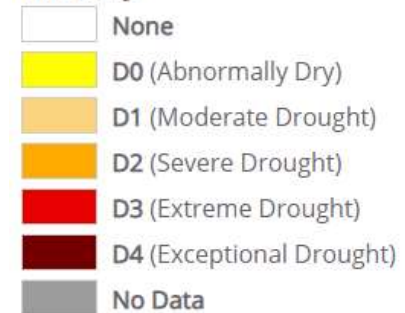 None
D0 (Abnormally Dry)
D1 (Moderate Drought)
D2 (Severe Drought)
D3 (Extreme Drought)
D4 (Exceptional Drought)
No Data